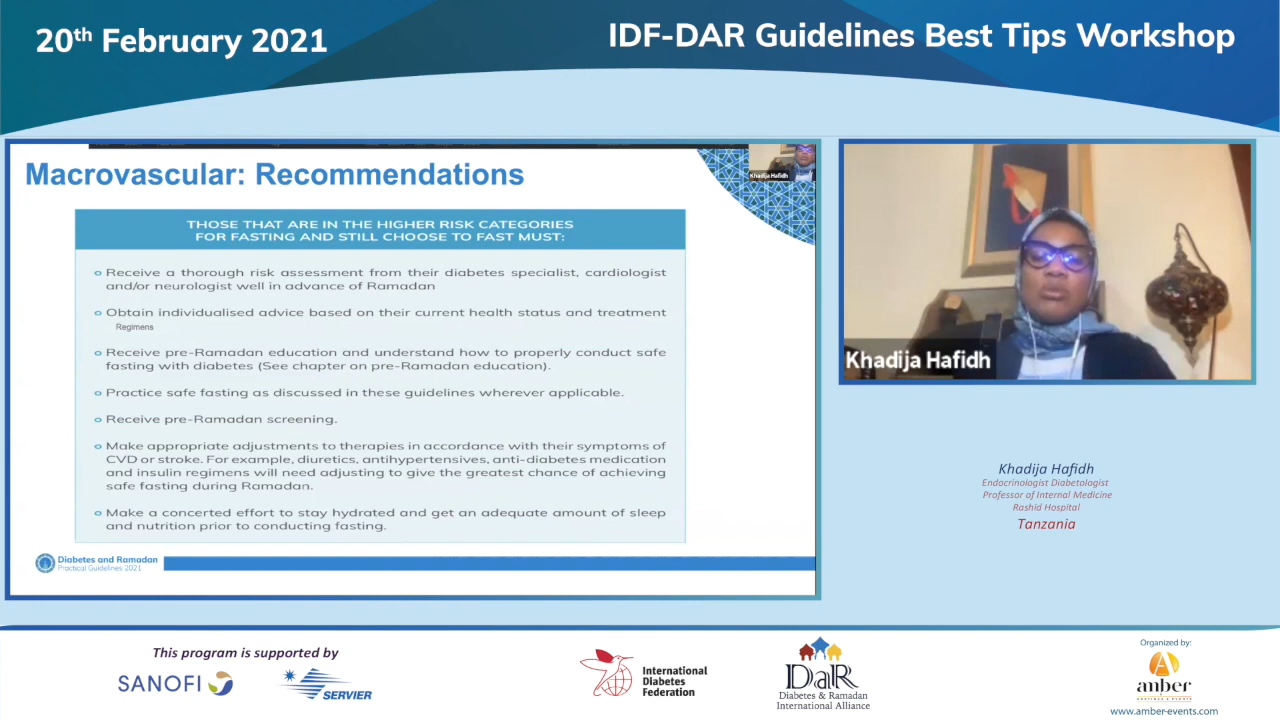 20th February 2021
IDF-DAR Guidelines Best Tips Workshop
Macrovascular: Recommendations
Khadija Hafidh
THOSE THAT ARE IN THE HIGHER RISK CATEGORIES
FOR FASTING AND STILL CHOOSE TO FAST MUST:
Receive a thorough risk assessment from their diabetes specialist, cardiologist
and/or neurologist well in advance of Ramadan
Obtain individualised advice based on their current health status and treatment
Regimens
Receive pre-Ramadan education and understand how to properly conduct safe
fasting with diabetes (See chapter on pre-Ramadan education).
Practice safe fasting as discussed in these guidelines wherever applicable.
Receive pre-Ramadan screening.
Make appropriate adjustments to therapies in accordance with their symptoms of
CVD or stroke. For example, diuretics, antihypertensives, anti-diabetes medication
and insulin regimens will need adjusting to give the greatest chance of achieving
safe fasting during Ramadan.
Make a concerted effort to stay hydrated and get an adequate amount of sleep
and nutrition prior to conducting fasting.
Diabetes and Ramadan
Practical Guidelines 2021
Khadija Hafidh
Khadija Hafidh
Endocrinologist Diabetologist
Professor of Internal Medicine
Rashid Hospital
Tanzania
This program is supported by
SANOFI
SERVIER
International
Diabetes
Federation
DaR
Diabetes & Ramadan
International Alliance
Organized by:
anber
www.amber-events.com